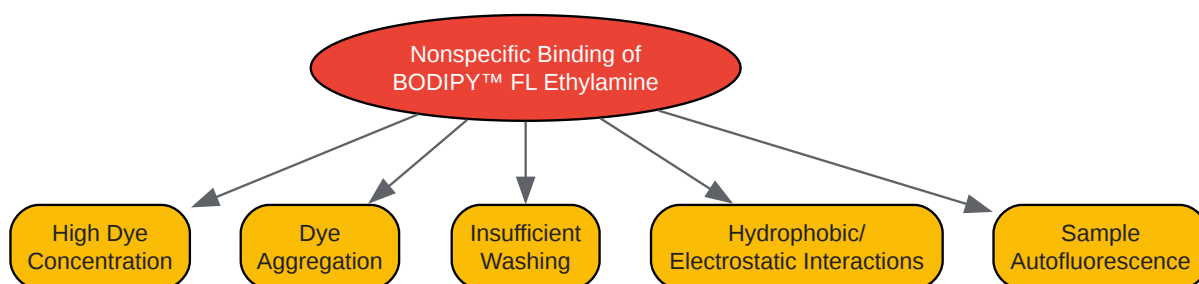 Nonspecific Binding of
BODIPY™ FL Ethylamine
High Dye
Concentration
Dye
Aggregation
Insufficient
Washing
Hydrophobic/
Electrostatic Interactions
Sample
Autofluorescence